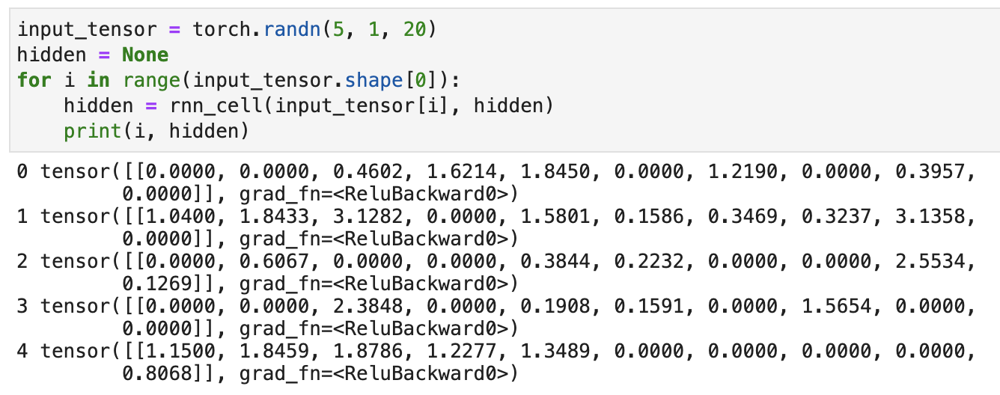 input_tensor = torch.randn(5, 1, 20)
hidden = None
for i in range(input_tensor.shape[0]):
    hidden = rnn_cell(input_tensor[i], hidden)
    print(i, hidden)
0 tensor([[0.0000, 0.0000, 0.4602, 1.6214, 1.8450, 0.0000, 1.2190, 0.0000, 0.3957,
         0.0000]], grad_fn=<ReluBackward0>)
1 tensor([[1.0400, 1.8433, 3.1282, 0.0000, 1.5801, 0.1586, 0.3469, 0.3237, 3.1358,
         0.0000]], grad_fn=<ReluBackward0>)
2 tensor([[0.0000, 0.6067, 0.0000, 0.0000, 0.3844, 0.2232, 0.0000, 0.0000, 2.5534,
         0.1269]], grad_fn=<ReluBackward0>)
3 tensor([[0.0000, 0.0000, 2.3848, 0.0000, 0.1908, 0.1591, 0.0000, 1.5654, 0.0000,
         0.0000]], grad_fn=<ReluBackward0>)
4 tensor([[1.1500, 1.8459, 1.8786, 1.2277, 1.3489, 0.0000, 0.0000, 0.0000, 0.0000,
         0.8068]], grad_fn=<ReluBackward0>)